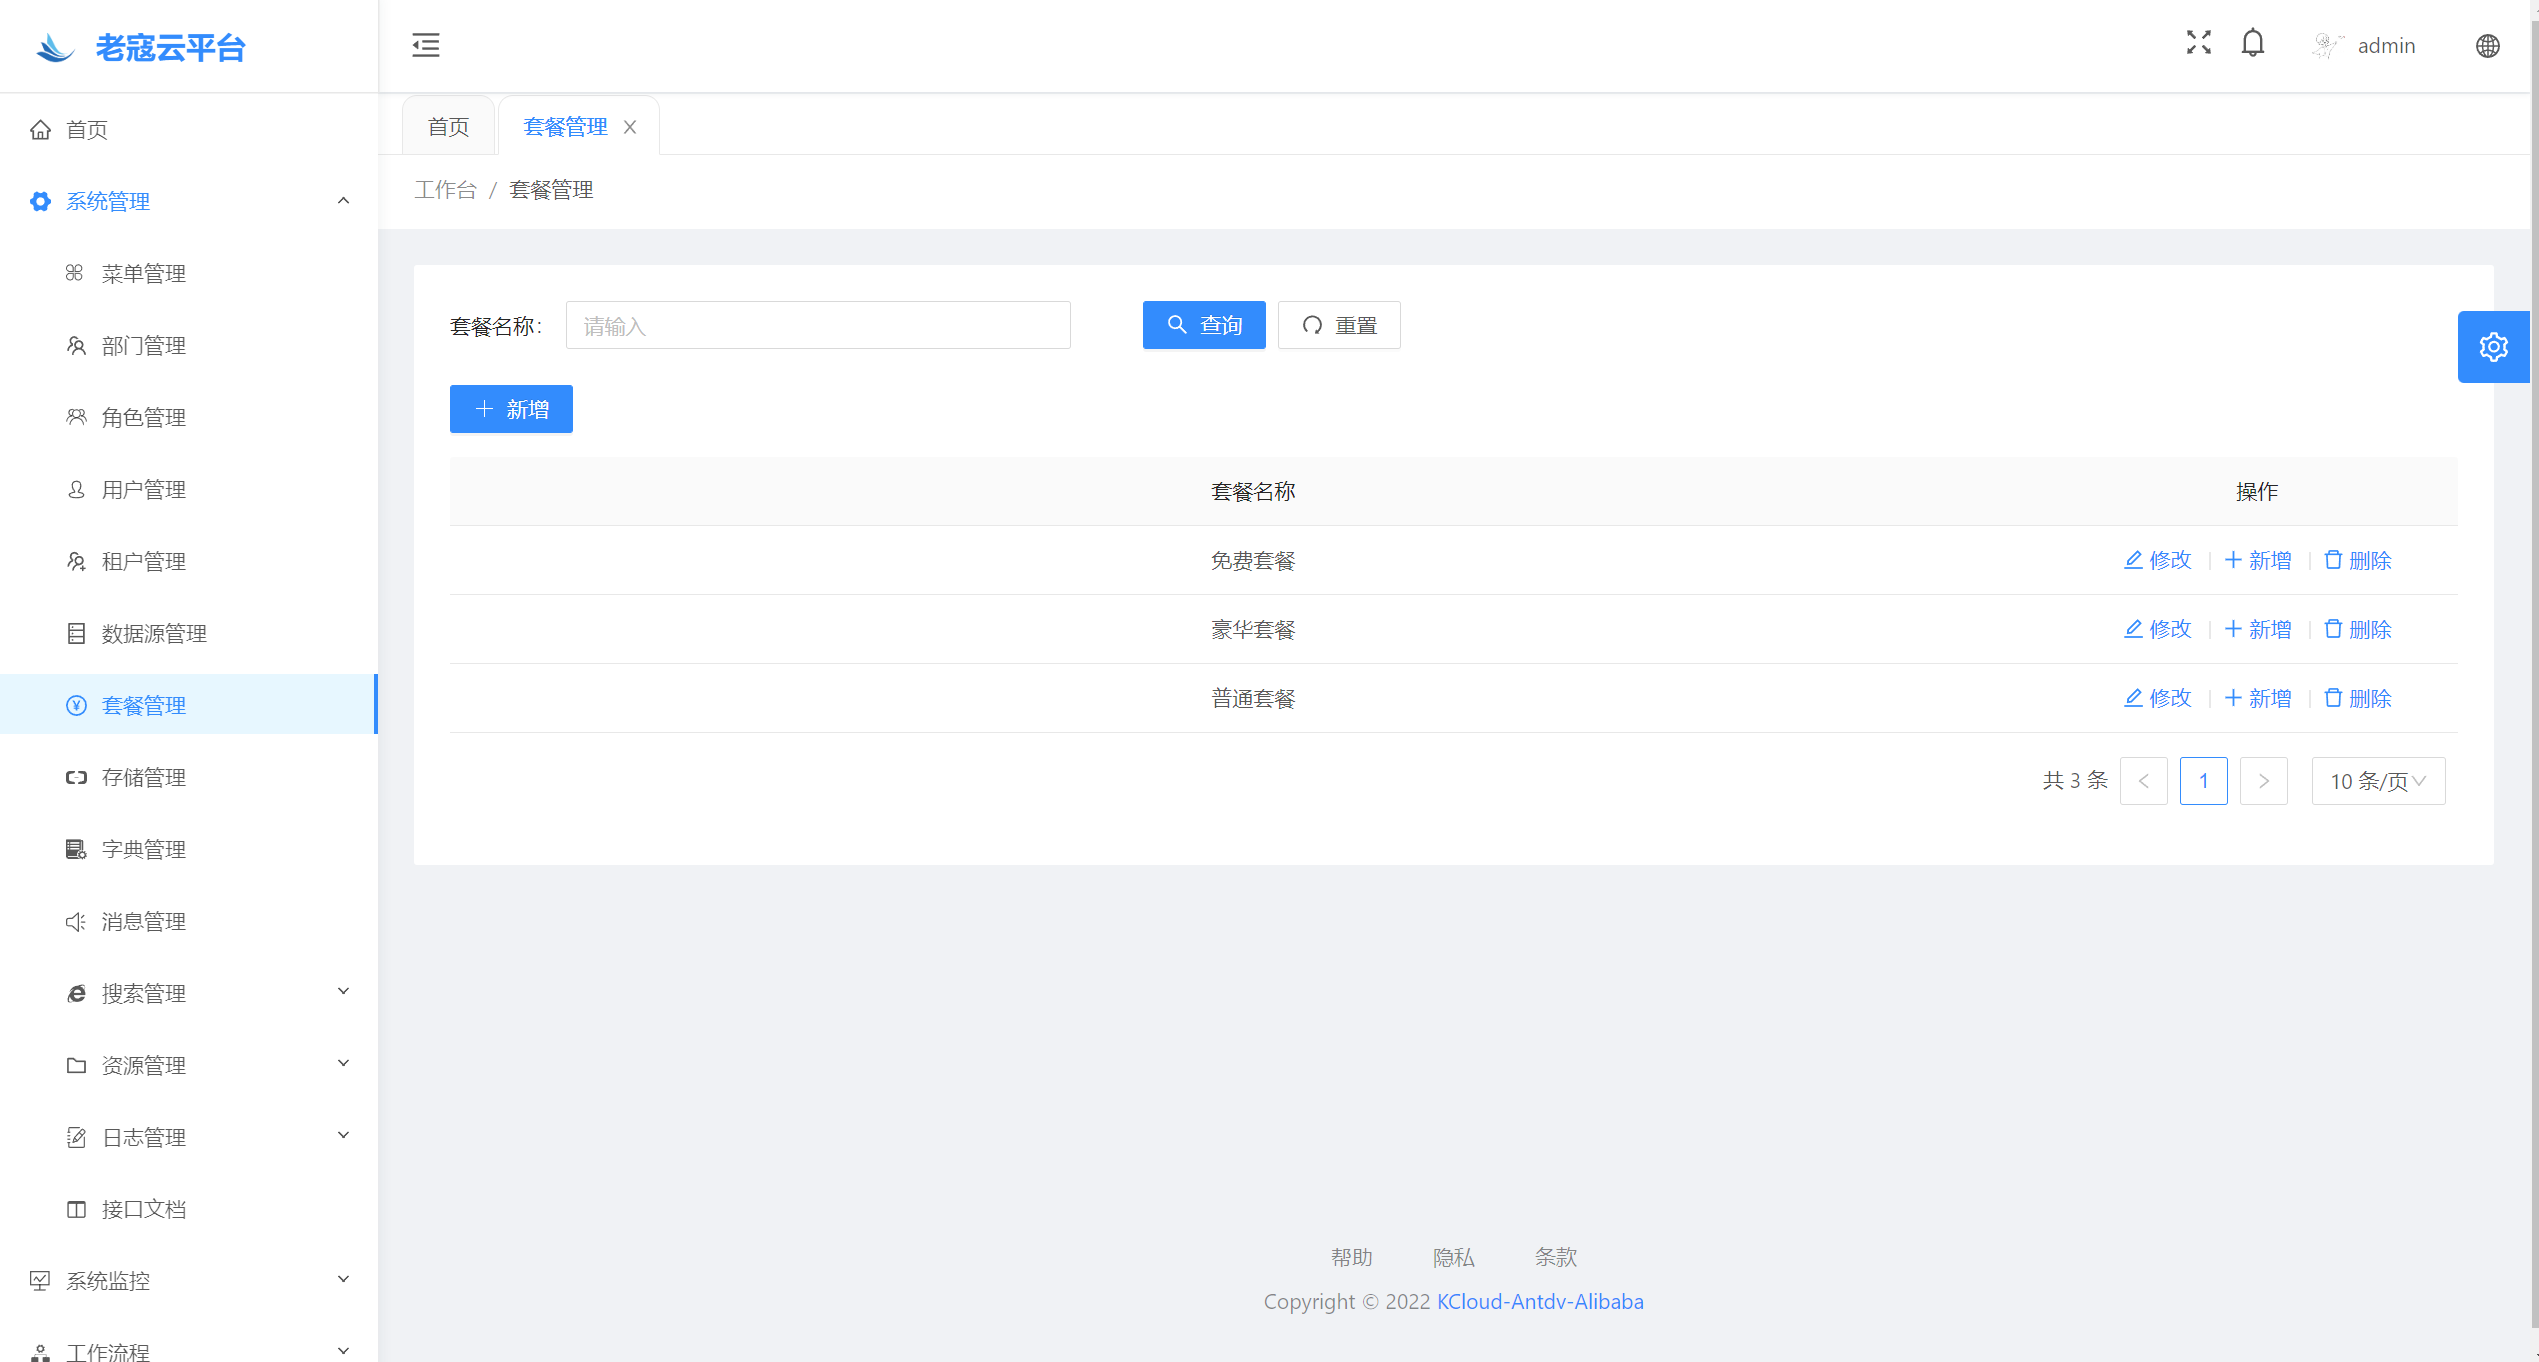 老寇云平台
admin
首页
系统管理
菜单管理
部门管理
角色管理
用户管理
租户管理
数据源管理
套餐管理
存储管理
字典管理
消息管理
搜索管理
资源管理
日志管理
接口文档
系统监控
工作流程
首页 套餐管理
工作台 / 套餐管理
套餐名称: 请输入 查询 重置
新增
套餐名称 操作
免费套餐 修改 新增 删除
豪华套餐 修改 新增 删除
普通套餐 修改 新增 删除
共 3 条 1 10 条/页
帮助 隐私 条款
Copyright © 2022 KCloud-Antdv-Alibaba